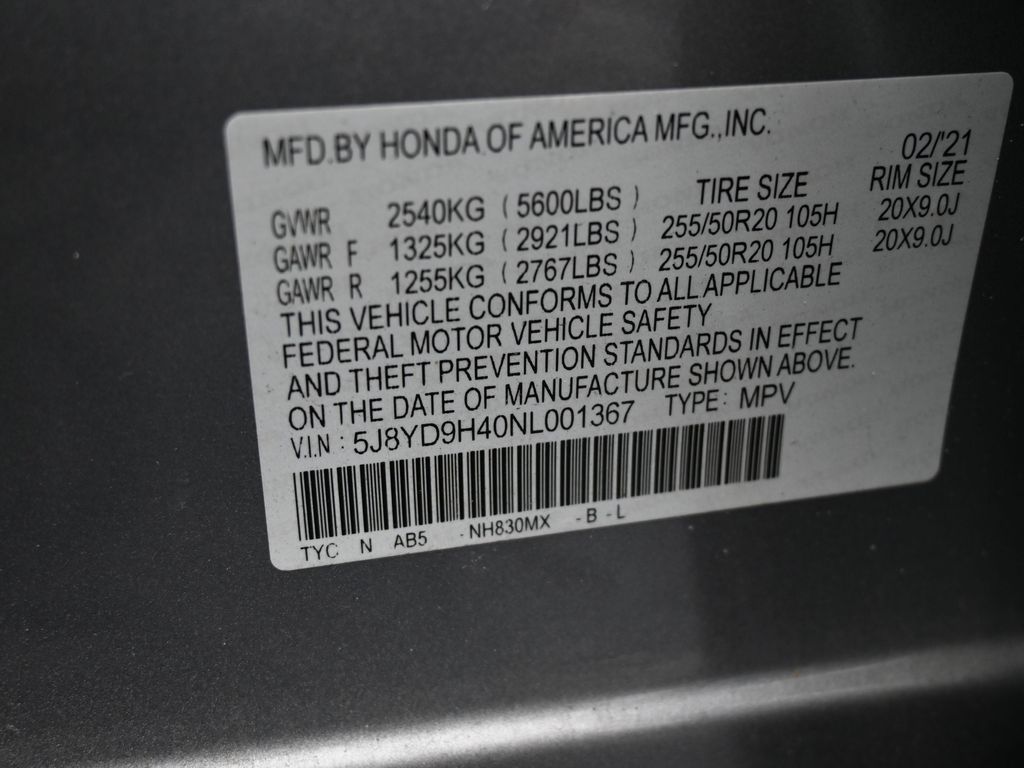 MFD.BY HONDA OF AMERICA MFG.,INC.
02/'21
TIRE SIZE RIM SIZE
GVWR 2540KG (5600LBS)
GAWR F 1325KG (2921LBS) 255/50R20 105H 20X9.0J
GAWR R 1255KG (2767LBS) 255/50R20 105H 20X9.0J
THIS VEHICLE CONFORMS TO ALL APPLICABLE
FEDERAL MOTOR VEHICLE SAFETY
AND THEFT PREVENTION STANDARDS IN EFFECT
ON THE DATE OF MANUFACTURE SHOWN ABOVE.
V.I.N : 5J8YD9H40NL001367 TYPE: MPV
TYC N AB5 -NH830MX -B -L